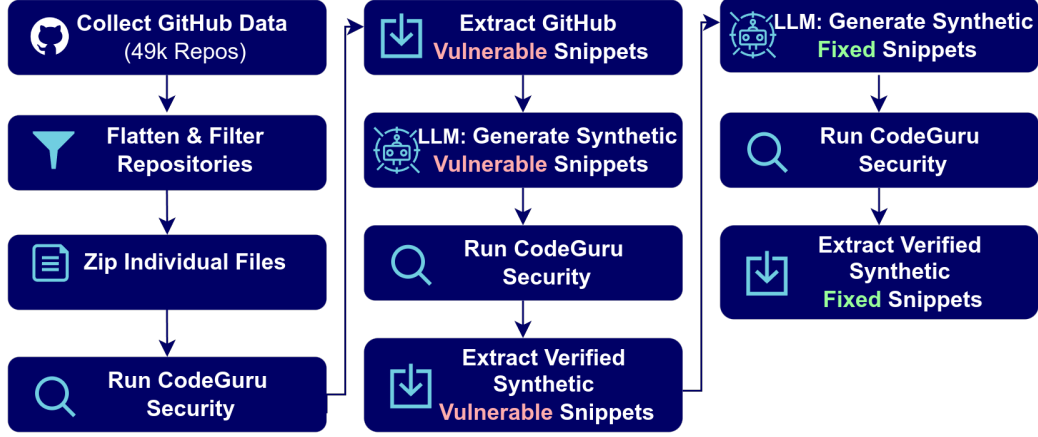 Collect GitHub Data
(49k Repos)
Flatten & Filter
Repositories
Zip Individual Files
Run CodeGuru
Security
Extract GitHub
Vulnerable Snippets
LLM: Generate Synthetic
Vulnerable Snippets
Run CodeGuru
Security
Extract Verified
Synthetic
Vulnerable Snippets
LLM: Generate Synthetic
Fixed Snippets
Run CodeGuru
Security
Extract Verified
Synthetic
Fixed Snippets